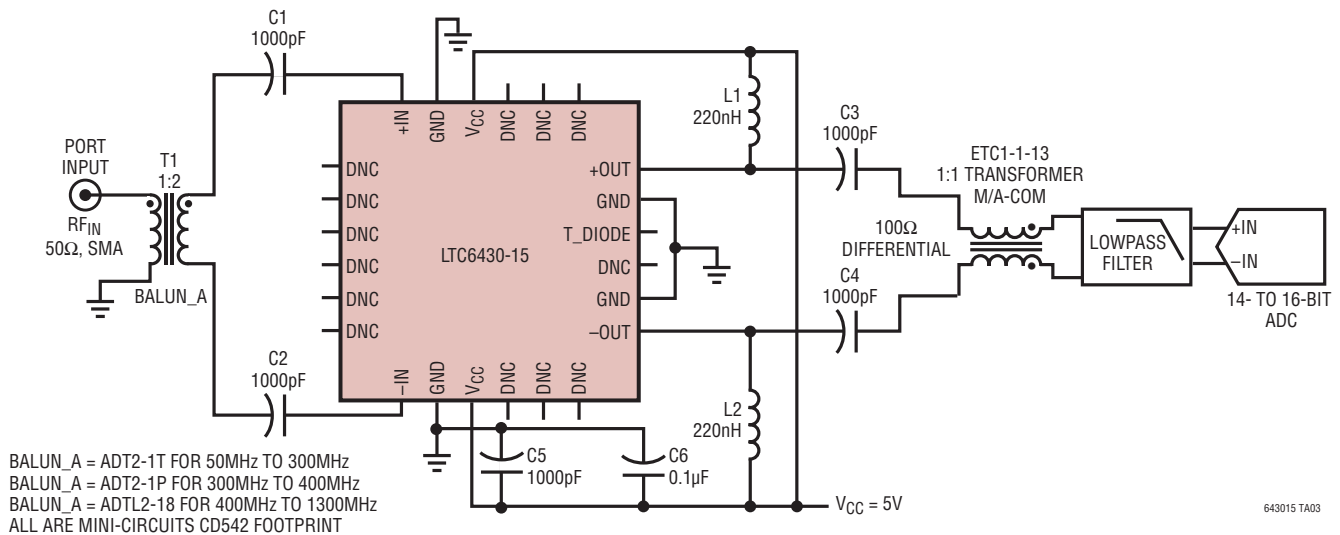 C1
1000pF
PORT
INPUT
RFIN
50Ω, SMA
T1
1:2
BALUN_A
C2
1000pF
+IN
GND
VCC
DNC
DNC
DNC
DNC
DNC
DNC
DNC
DNC
DNC
LTC6430-15
+OUT
GND
T_DIODE
DNC
GND
–OUT
–IN
GND
VCC
DNC
DNC
DNC
L1
220nH
C3
1000pF
ETC1-1-13
1:1 TRANSFORMER
M/A-COM
100Ω
DIFFERENTIAL
LOWPASS
FILTER
+IN
–IN
14- TO 16-BIT
ADC
C4
1000pF
L2
220nH
C5
1000pF
C6
0.1µF
VCC = 5V
BALUN_A = ADT2-1T FOR 50MHz TO 300MHz
BALUN_A = ADT2-1P FOR 300MHz TO 400MHz
BALUN_A = ADTL2-18 FOR 400MHz TO 1300MHz
ALL ARE MINI-CIRCUITS CD542 FOOTPRINT
643015 TA03